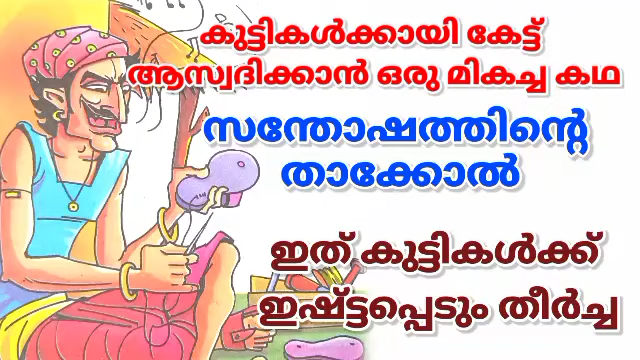 കുട്ടികൾക്കായി കേട്ട്
ആസ്വദിക്കാൻ ഒരു മികച്ച കഥ
സന്തോഷത്തിന്റെ
താക്കോൽ
ഇത് കുട്ടികൾക്ക്
ഇഷ്ട്ടപ്പെടും തീർച്ച